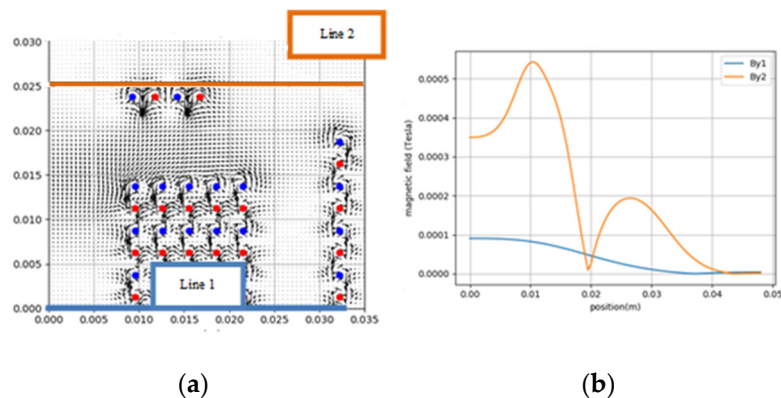 Line 2
0.030
0.025
0.020
0.015
0.010
0.005
0.000
Line 1
0.000 0.005 0.010 0.015 0.020 0.025 0.030 0.035
(a)
By1
By2
magnetic field (Tesla)
0.0005
0.0004
0.0003
0.0002
0.0001
0.0000
0.00 0.01 0.02 0.03 0.04 0.05
position(m)
(b)